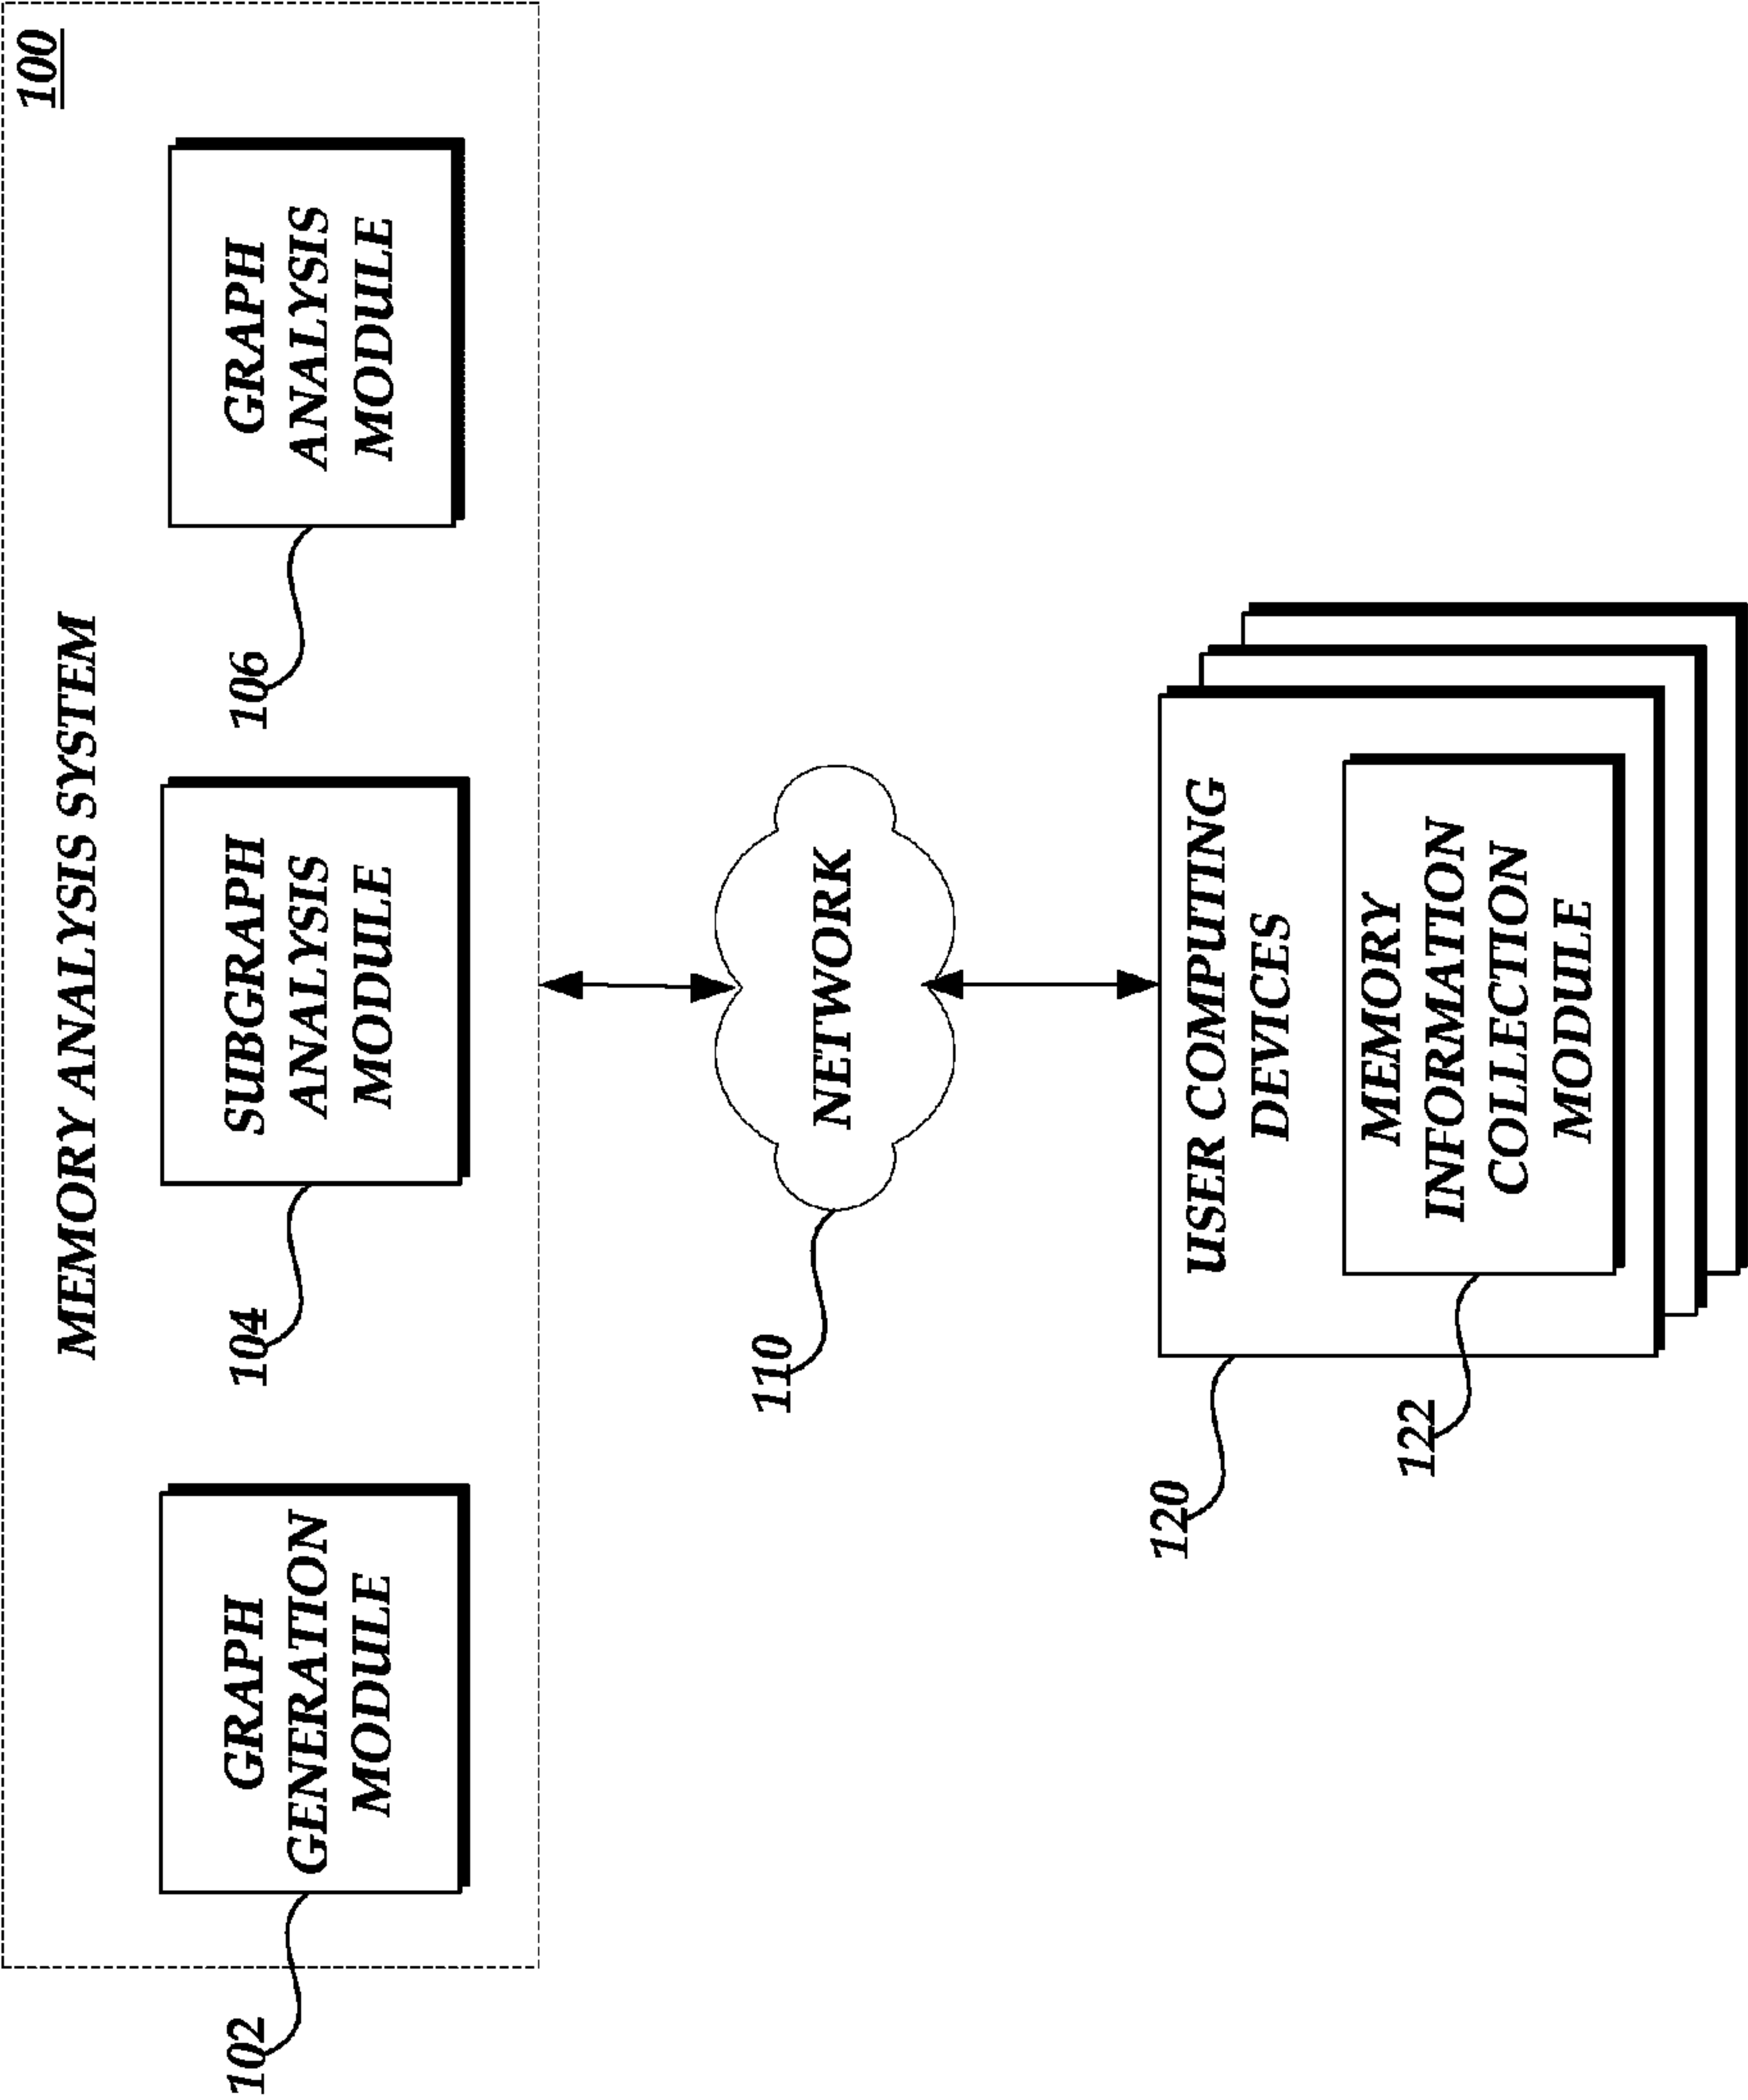 100
MEMORY ANALYSIS SYSTEM
102
GRAPH
GENERATION
MODULE
104
SUBGRAPH
ANALYSIS
MODULE
106
GRAPH
ANALYSIS
MODULE
110
NETWORK
120
USER COMPUTING
DEVICES
122
MEMORY
INFORMATION
COLLECTION
MODULE